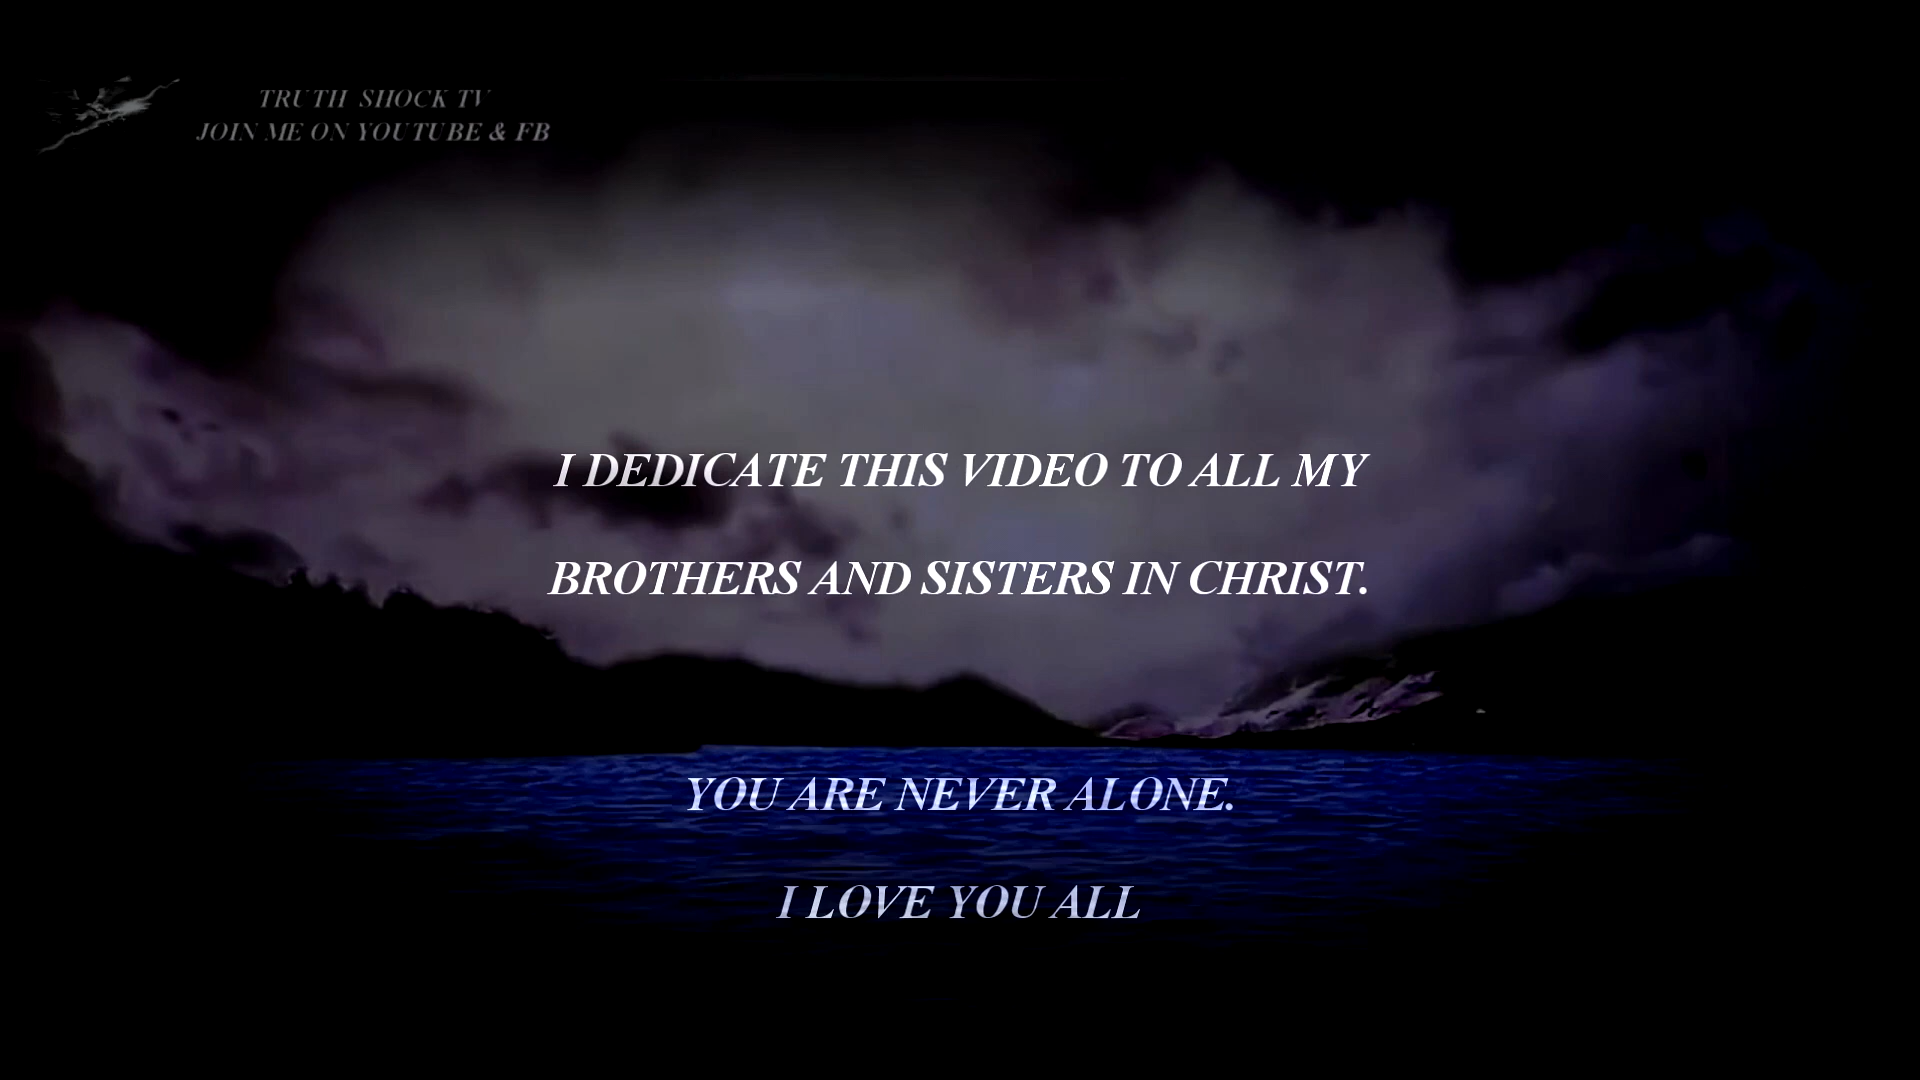 TRUTH SHOCK TV
JOIN ME ON YOUTUBE & FB
I DEDICATE THIS VIDEO TO ALL MY
BROTHERS AND SISTERS IN CHRIST.
YOU ARE NEVER ALONE.
I LOVE YOU ALL